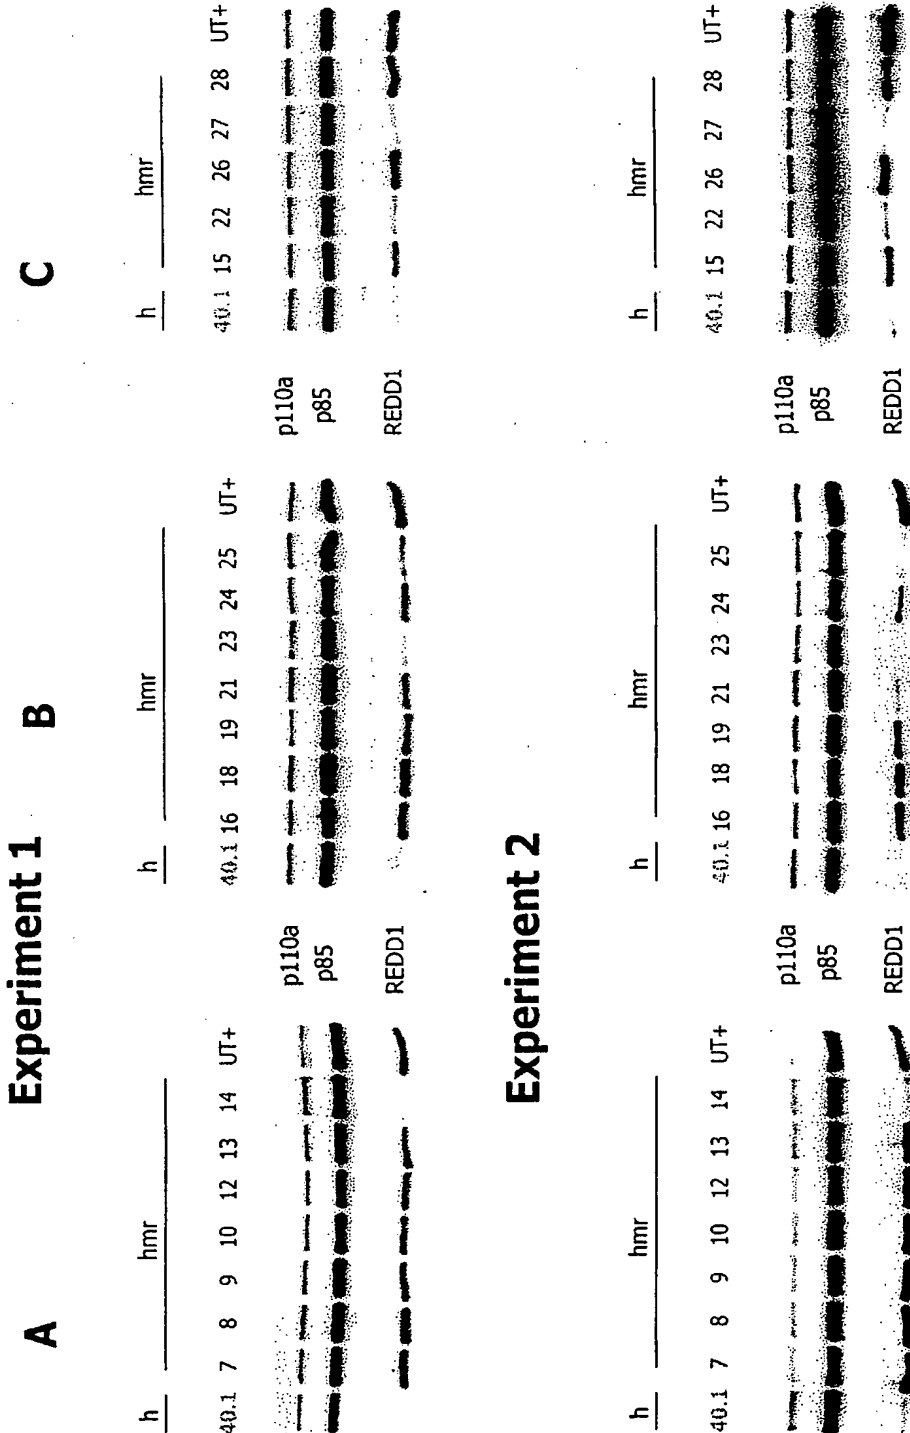 A B C
Experiment 1
h hmr
40.1 7 8 9 10 12 13 14 UT+
p110a
p85
REDD1
h hmr
40.1 16 18 19 21 23 24 25 UT+
p110a
p85
REDD1
h hmr
40.1 15 22 26 27 28 UT+
Experiment 2
h hmr
40.1 7 8 9 10 12 13 14 UT+
p110a
p85
REDD1
h hmr
40.1 16 18 19 21 23 24 25 UT+
p110a
p85
REDD1
h hmr
40.1 15 22 26 27 28 UT+